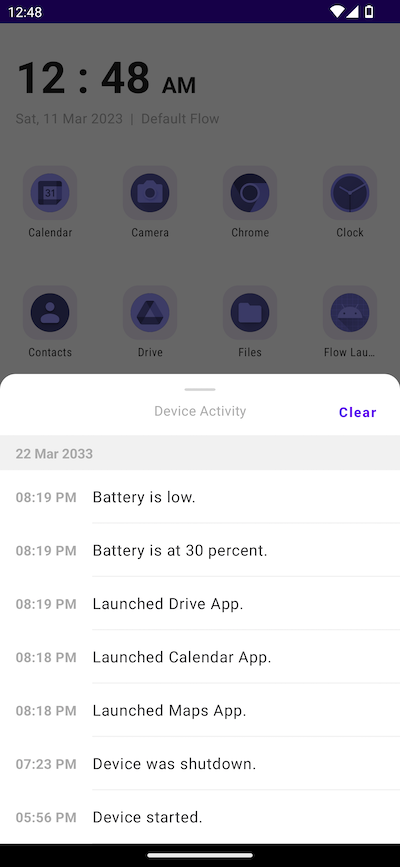 12:48
12 : 48 AM
Sat, 11 Mar 2023 | Default Flow
31
Calendar Camera Chrome Clock
Contacts Drive Files Flow Lau...
Device Activity Clear
22 Mar 2033
08:19 PM Battery is low.
08:19 PM Battery is at 30 percent.
08:19 PM Launched Drive App.
08:18 PM Launched Calendar App.
08:18 PM Launched Maps App.
07:23 PM Device was shutdown.
05:56 PM Device started.